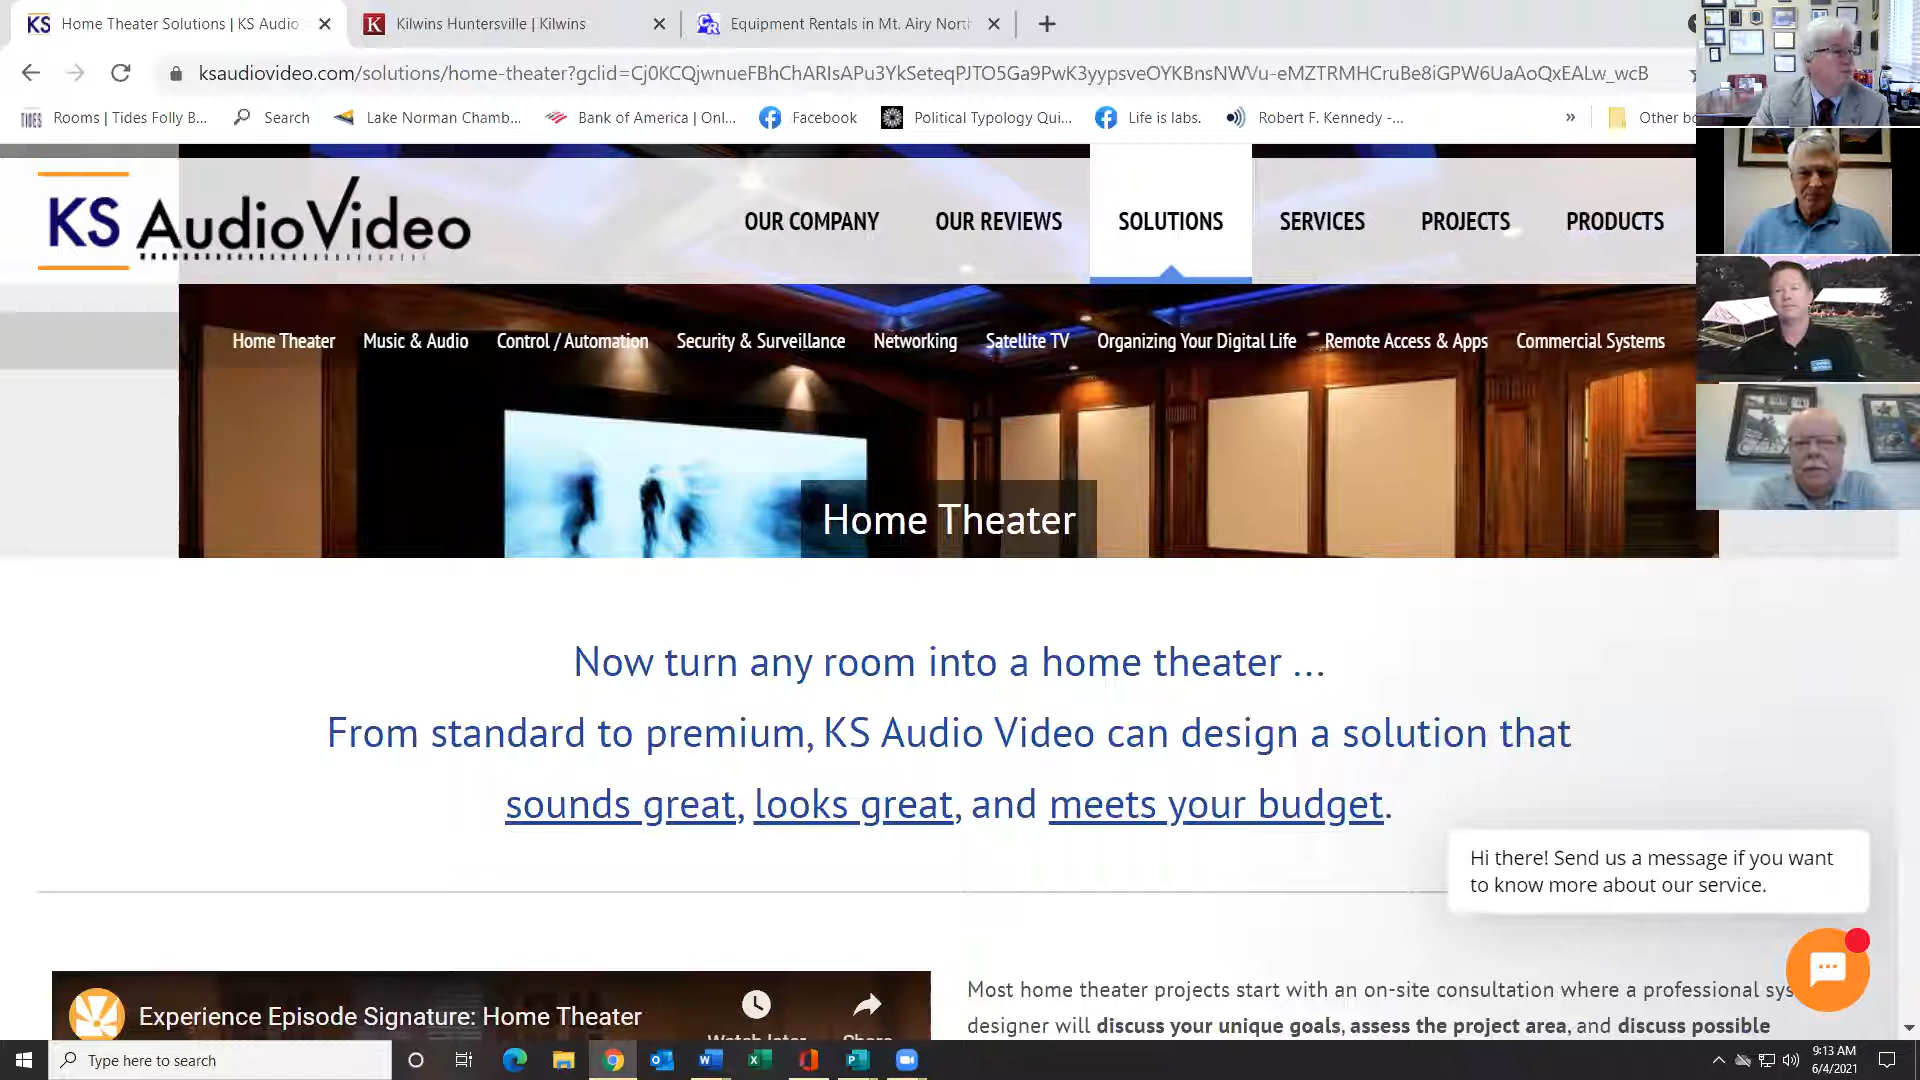 KS Home Theater Solutions | KS Audio
K Kilwins Huntersville | Kilwins
Equipment Rentals in Mt. Airy Nort
ksaudiovideo.com/solutions/home-theater?gclid=Cj0KCQjwnueFBhChARIsAPu3YkSeteqPJTO5Ga9PwK3yypsveOYKBnsNWVu-eMZTRMHCruBe8iGPW6UaAoQxEALw_wcB
TIDES Rooms | Tides Folly B...
Search
Lake Norman Chamb...
Bank of America | Onl...
Facebook
Political Typology Qui...
Life is labs.
Robert F. Kennedy -...
»
Other bo
KS AudioVideo
OUR COMPANY
OUR REVIEWS
SOLUTIONS
SERVICES
PROJECTS
PRODUCTS
Home Theater
Music & Audio
Control / Automation
Security & Surveillance
Networking
Satellite TV
Organizing Your Digital Life
Remote Access & Apps
Commercial Systems
Home Theater
Now turn any room into a home theater ...
From standard to premium, KS Audio Video can design a solution that
sounds great, looks great, and meets your budget.
Hi there! Send us a message if you want
to know more about our service.
Experience Episode Signature: Home Theater
Watch later
Share
Most home theater projects start with an on-site consultation where a professional sys
designer will discuss your unique goals, assess the project area, and discuss possible
Type here to search
9:13 AM
6/4/2021